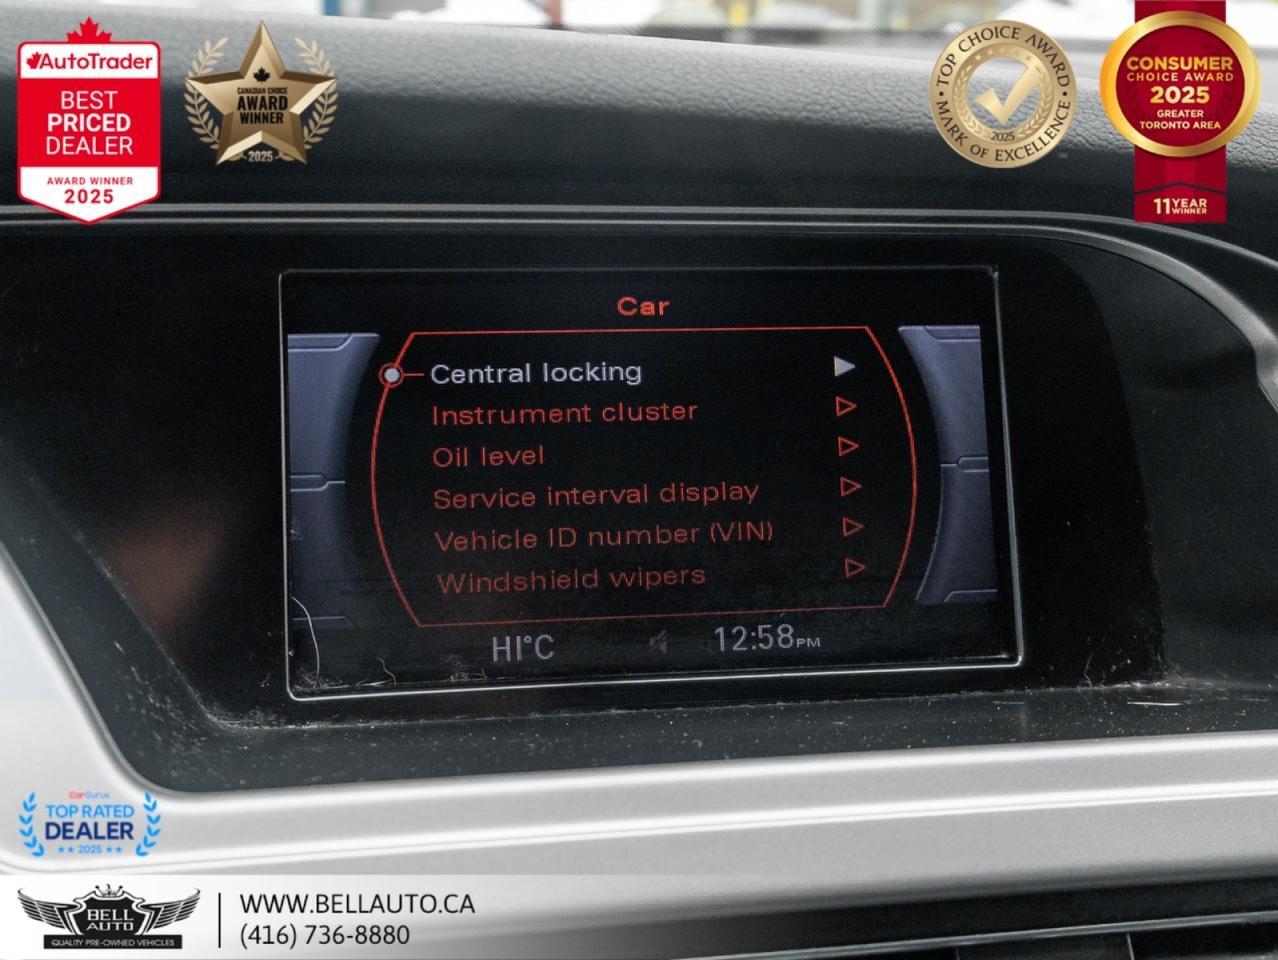 AutoTrader
BEST
PRICED
DEALER
AWARD WINNER
2025
CANADIAN CHOICE
AWARD
WINNER
2025
TOP CHOICE AWARD
2025
MARK OF EXCELLENCE
CONSUMER
CHOICE AWARD
2025
GREATER
TORONTO AREA
11 YEAR
WINNER
Car
Central locking
Instrument cluster
Oil level
Service interval display
Vehicle ID number (VIN)
Windshield wipers
HI°C 12:58PM
CarGurus
TOP RATED
DEALER
2025
BELL
AUTO
QUALITY PRE-OWNED VEHICLES
WWW.BELLAUTO.CA
(416) 736-8880